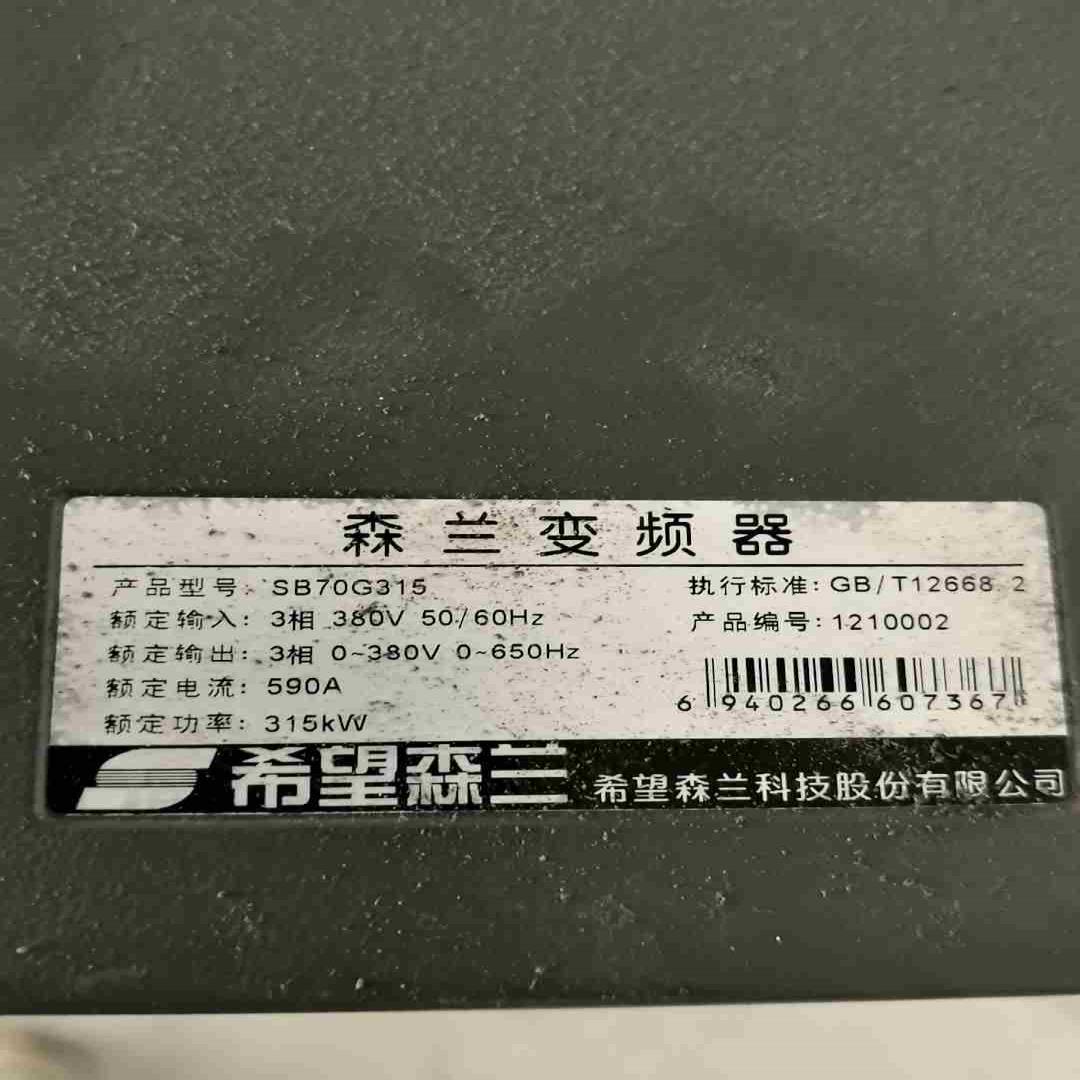 森兰变频器
产品型号: SB70G315
执行标准: GB/T12668.2
额定输入: 3相 380V 50/60Hz
产品编号: 1210002
额定输出: 3相 0~380V 0~650Hz
额定电流: 590A
额定功率: 315kW
6 940266 607367
希望森兰
希望森兰科技股份有限公司